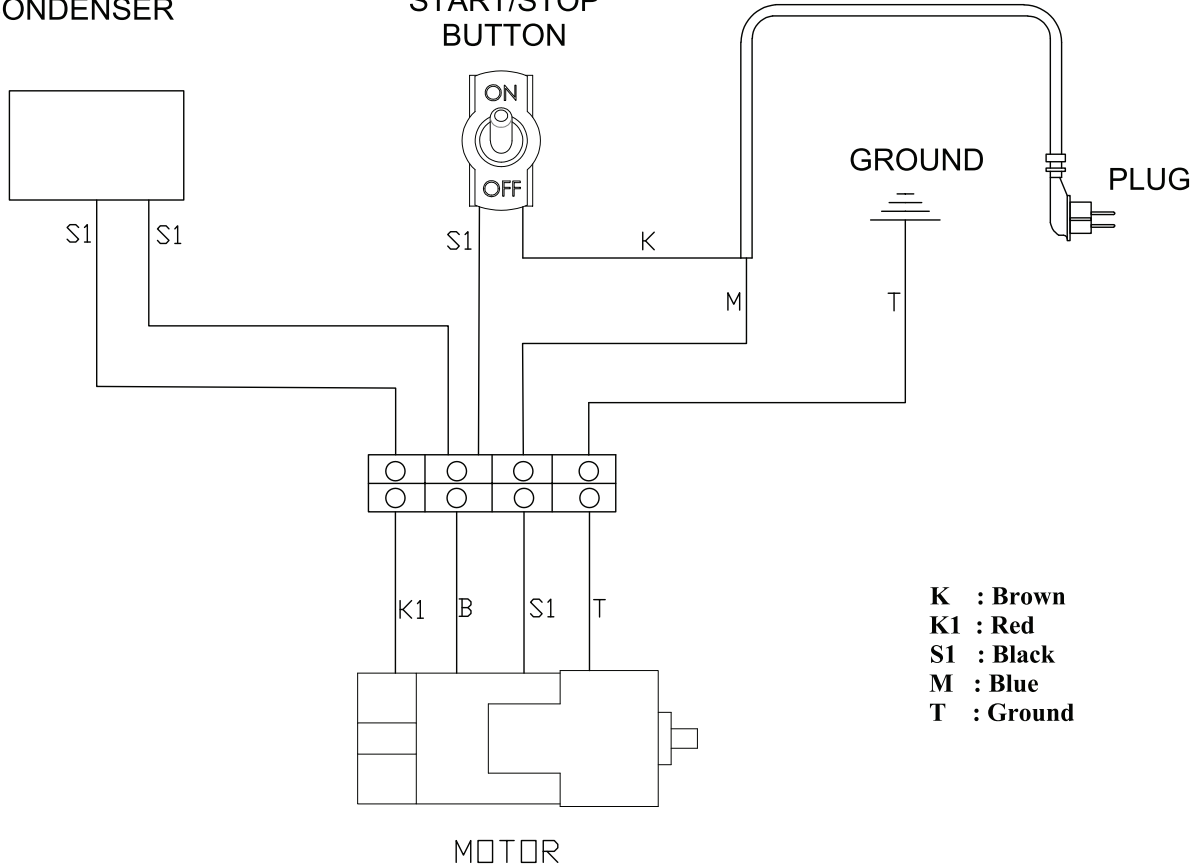 ONDENSER
START/STOP
BUTTON
ON
OFF
GROUND
PLUG
S1
S1
S1
K
M
T
K1
B
S1
T
K : Brown
K1 : Red
S1 : Black
M : Blue
T : Ground
MOTOR